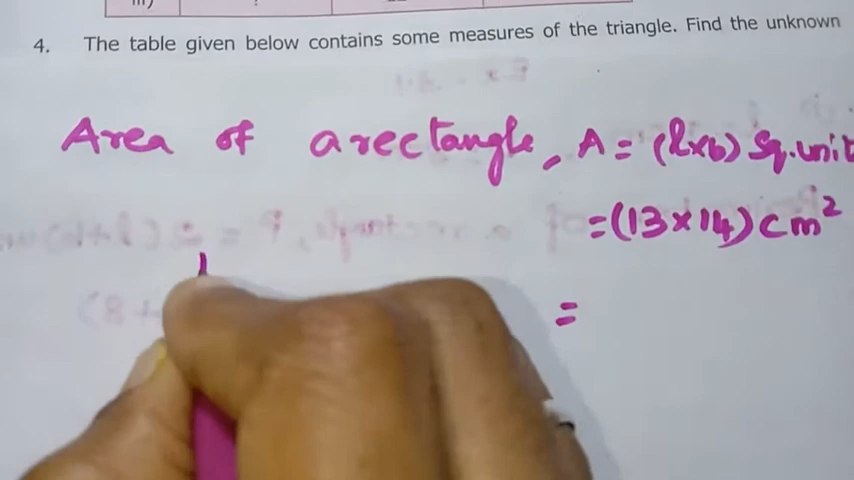 m) ?
4. The table given below contains some measures of the triangle. Find the unknown
Area of a rectangle, A = (l×b) Sq.unit
=(13×14)cm²
=